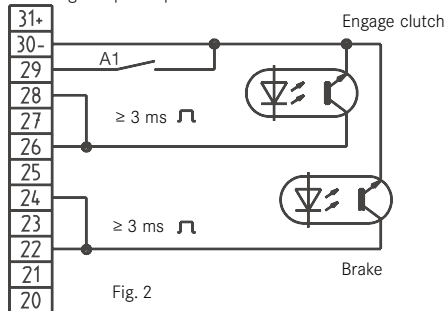 31+
Engage clutch
30-
29
A1
28
27
≥ 3 ms
26
25
24
23
≥ 3 ms
22
21
Brake
20
Fig. 2